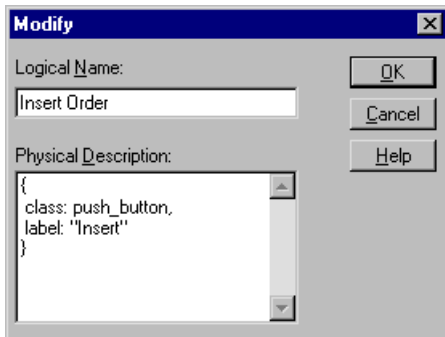 Modify
Logical Name:
Insert Order
OK
Cancel
Help
Physical Description:
{
class: push_button,
label: "Insert"
}